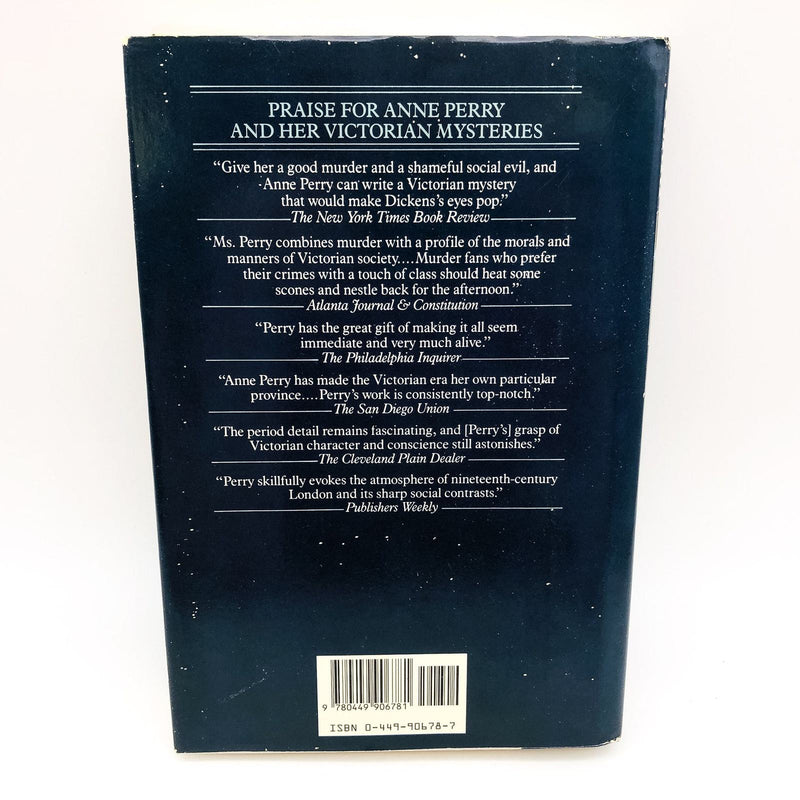 PRAISE FOR ANNE PERRY
AND HER VICTORIAN MYSTERIES
“Give her a good murder and a shameful social evil, and
Anne Perry can write a Victorian mystery
that would make Dickens's eyes pop.”
The New York Times Book Review
“Ms. Perry combines murder with a profile of the morals and
manners of Victorian society....Murder fans who prefer
their crimes with a touch of class should heat some
scones and nestle back for the afternoon.”
Atlanta Journal & Constitution
“Perry has the great gift of making it all seem
immediate and very much alive.”
The Philadelphia Inquirer
“Anne Perry has made the Victorian era her own particular
province....Perry's work is consistently top-notch.”
The San Diego Union
“The period detail remains fascinating, and [Perry's] grasp of
Victorian character and conscience still astonishes.”
The Cleveland Plain Dealer
“Perry skillfully evokes the atmosphere of nineteenth-century
London and its sharp social contrasts.”
Publishers Weekly
9 780449 906781
ISBN 0-449-90678-7